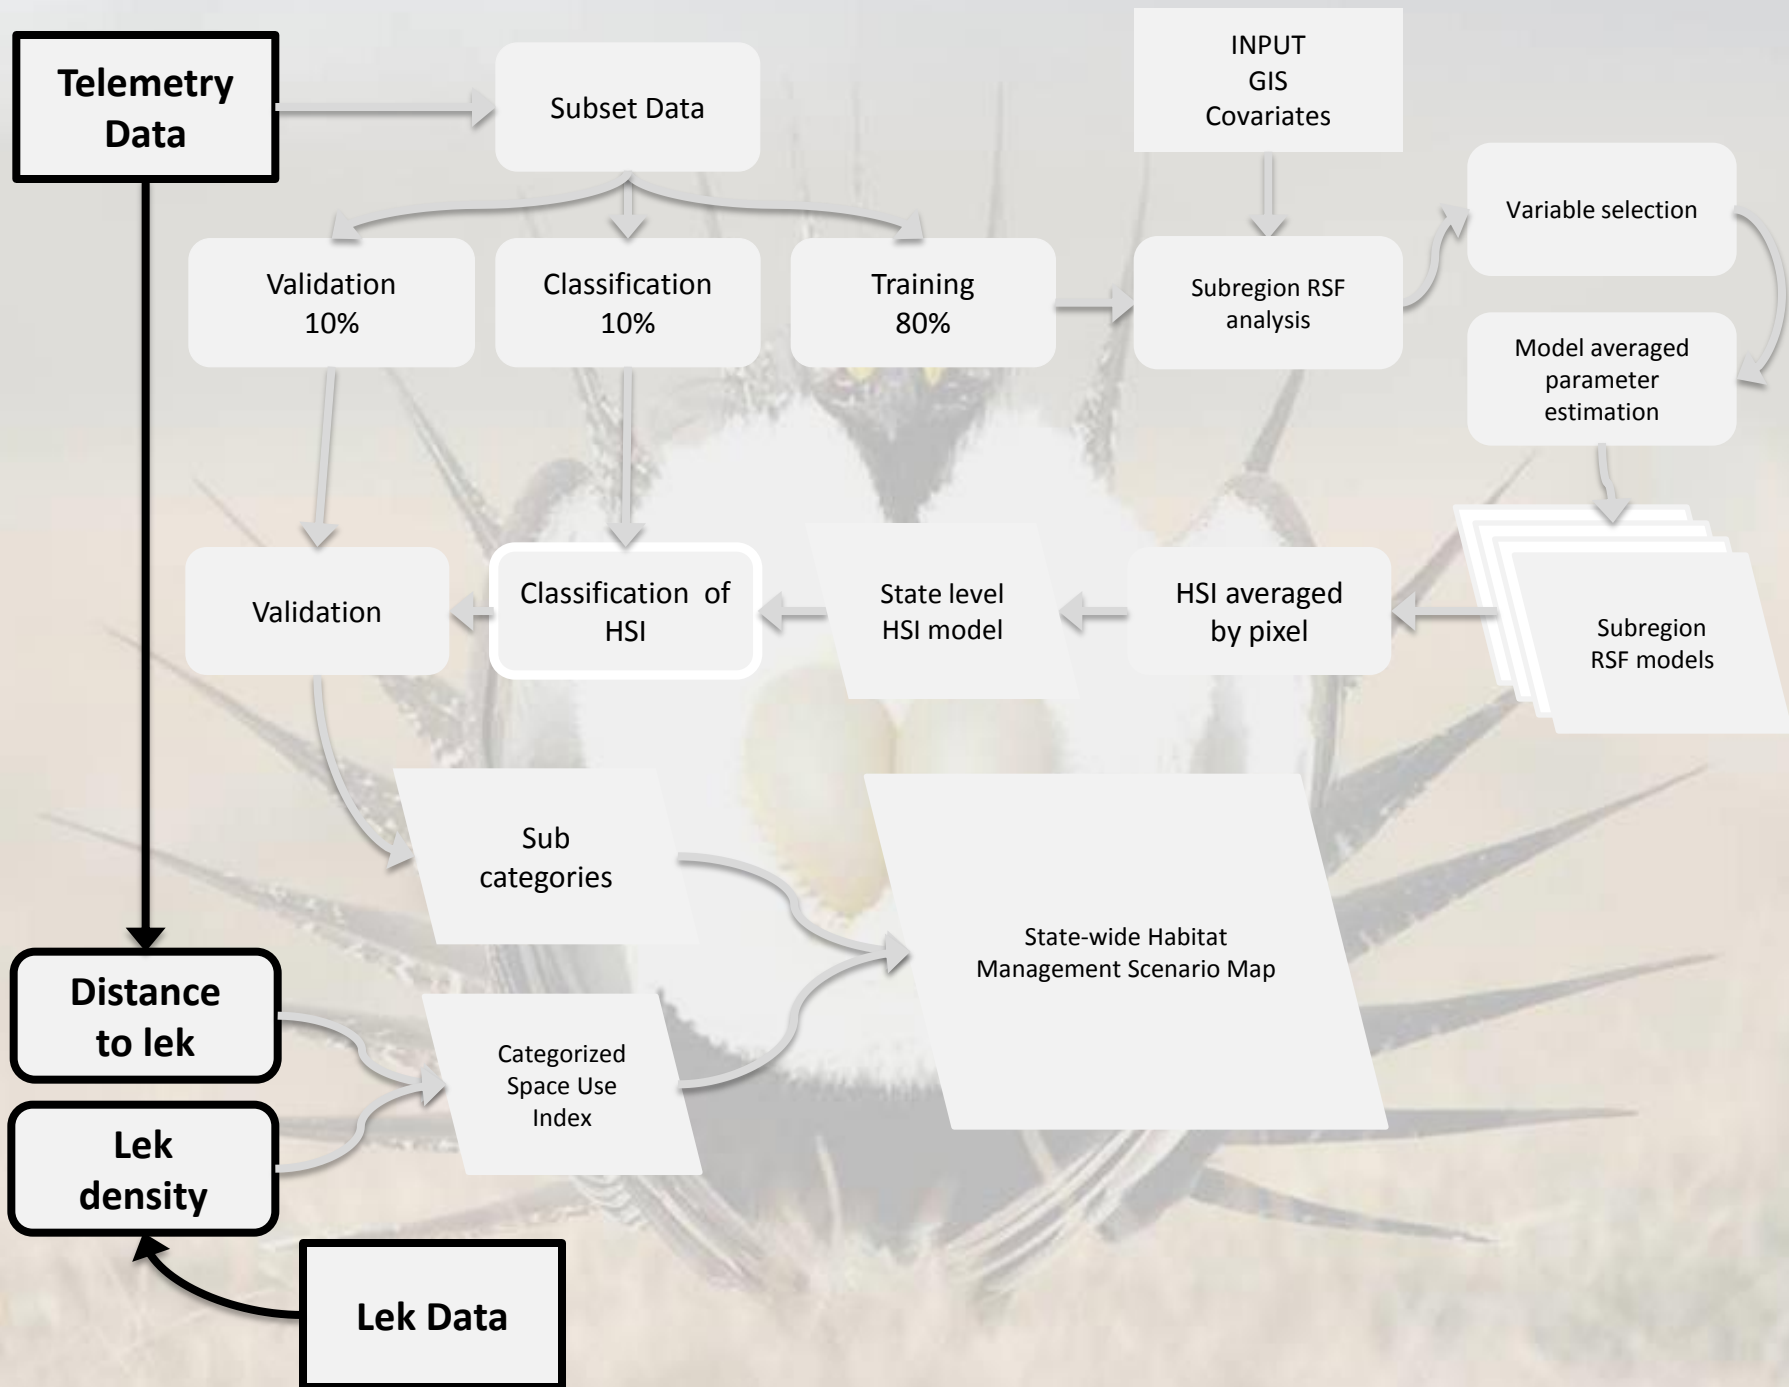 Telemetry
Data
Subset Data
INPUT
GIS
Covariates
Variable selection
Validation
10%
Classification
10%
Training
80%
Subregion RSF
analysis
Model averaged
parameter
estimation
Validation
Classification of
HSI
State level
HSI model
HSI averaged
by pixel
Subregion
RSF models
Sub
categories
State-wide Habitat
Management Scenario Map
Distance
to lek
Categorized
Space Use
Index
Lek
density
Lek Data